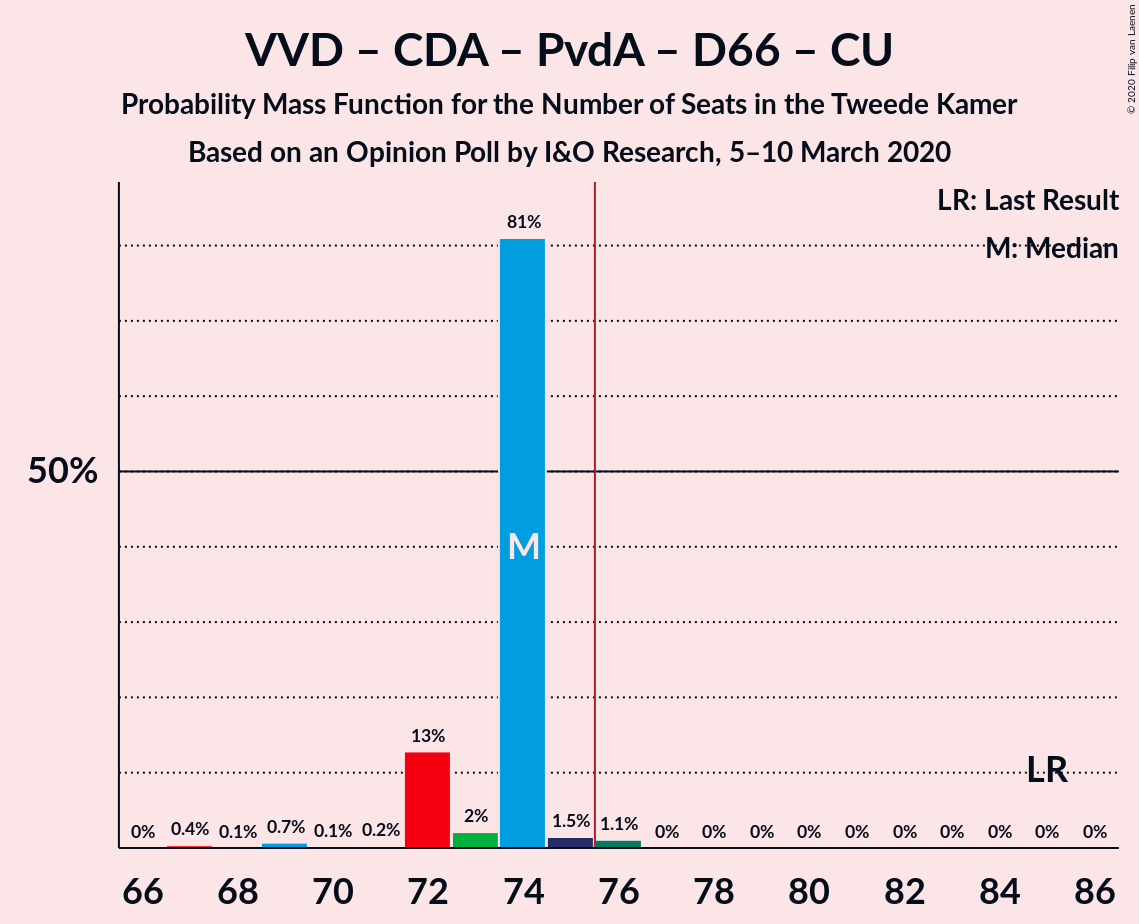 VVD – CDA – PvdA – D66 – CU
Probability Mass Function for the Number of Seats in the Tweede Kamer
Based on an Opinion Poll by I&O Research, 5–10 March 2020
© 2020 Filip van Laenen
LR: Last Result
M: Median
50%
81%
M
13%
LR
0% 0.4% 0.1% 0.7% 0.1% 0.2% 2% 1.5% 1.1% 0% 0% 0% 0% 0% 0% 0% 0% 0% 0%
66 68 70 72 74 76 78 80 82 84 86